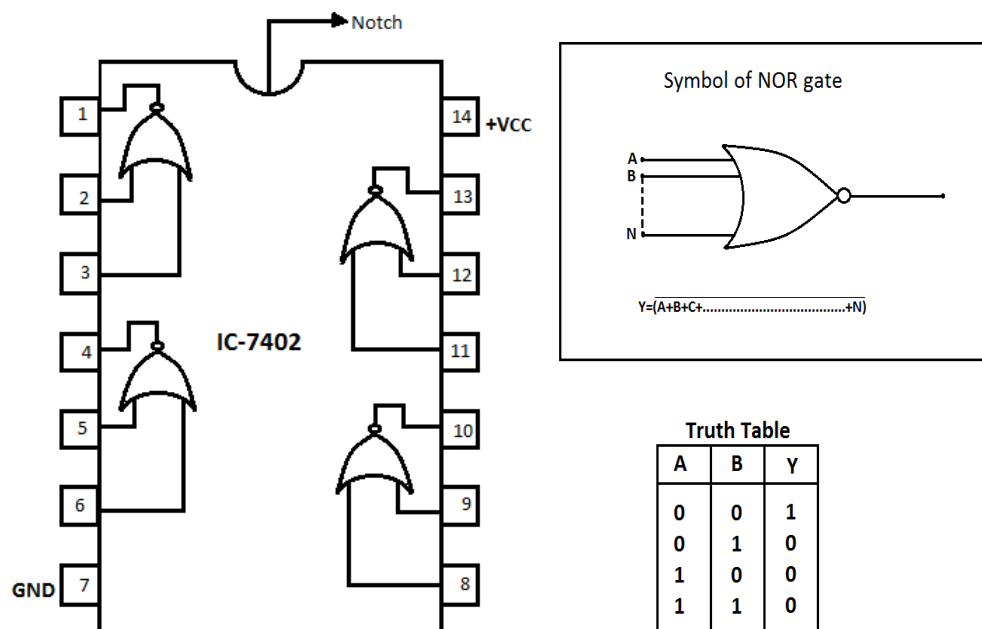 Notch
1
2
3
4
5
6
GND 7
IC-7402
14 +VCC
13
12
11
10
9
8
Symbol of NOR gate
A
B
N
Y=(A+B+C+......................................+N)
Truth Table
A B Y
0 0 1
0 1 0
1 0 0
1 1 0